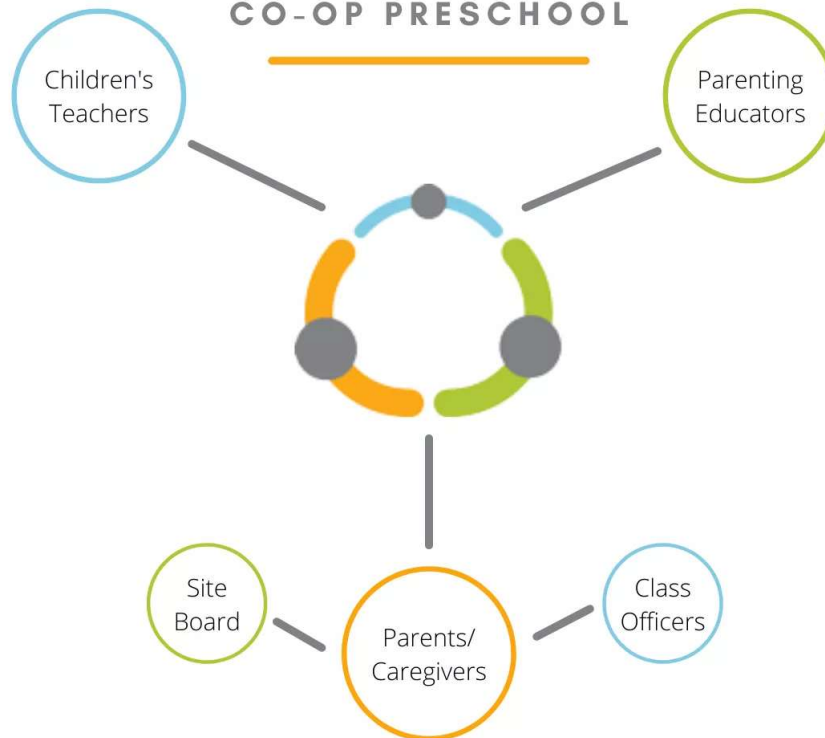 CO-OP PRESCHOOL
Children's
Teachers
Parenting
Educators
Site
Board
Parents/
Caregivers
Class
Officers